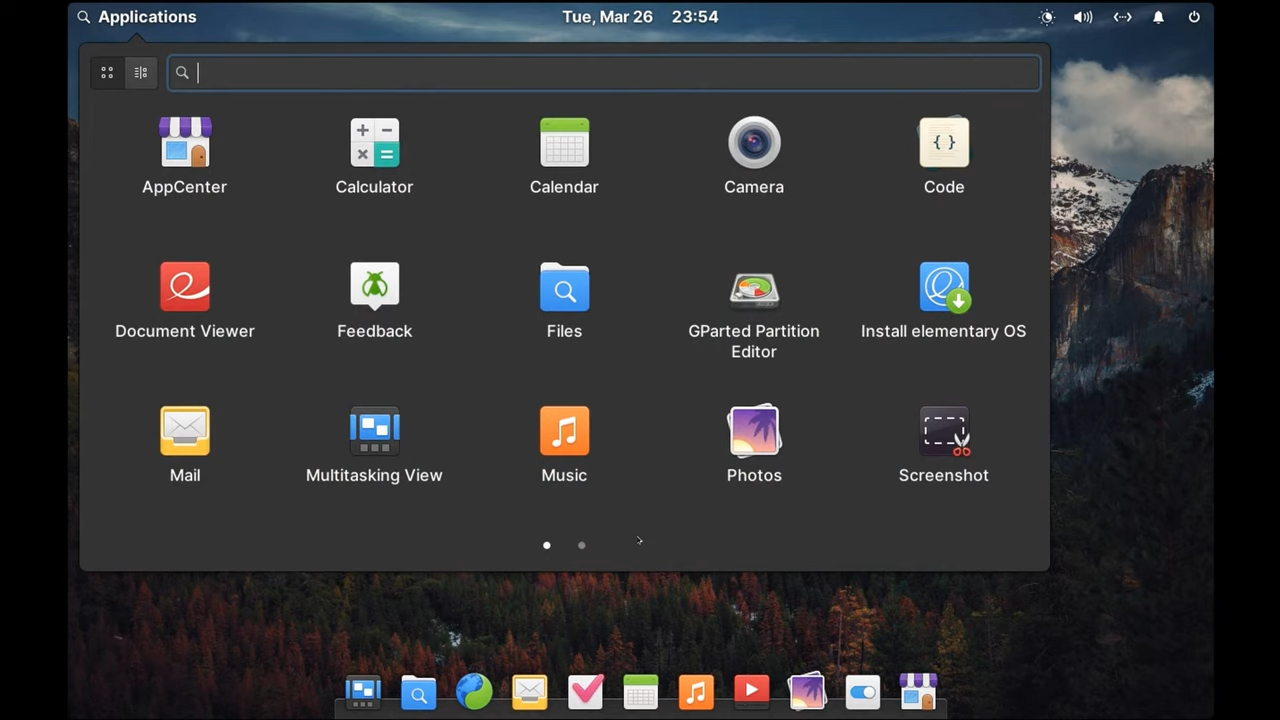 Applications
Tue, Mar 26 23:54
AppCenter
Calculator
Calendar
Camera
Code
Document Viewer
Feedback
Files
GParted Partition
Editor
Install elementary OS
Mail
Multitasking View
Music
Photos
Screenshot